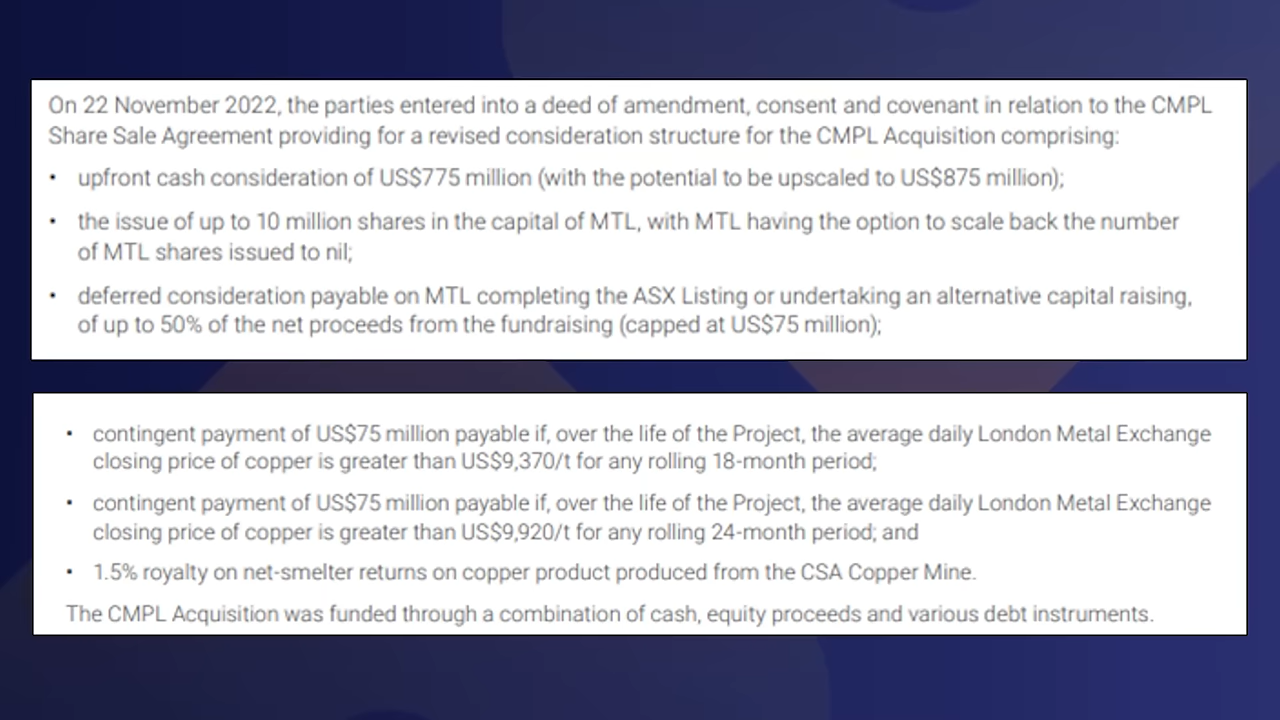 On 22 November 2022, the parties entered into a deed of amendment, consent and covenant in relation to the CMPL
Share Sale Agreement providing for a revised consideration structure for the CMPL Acquisition comprising:
• upfront cash consideration of US$775 million (with the potential to be upscaled to US$875 million);
• the issue of up to 10 million shares in the capital of MTL, with MTL having the option to scale back the number
of MTL shares issued to nil;
• deferred consideration payable on MTL completing the ASX Listing or undertaking an alternative capital raising,
of up to 50% of the net proceeds from the fundraising (capped at US$75 million);
• contingent payment of US$75 million payable if, over the life of the Project, the average daily London Metal Exchange
closing price of copper is greater than US$9,370/t for any rolling 18-month period;
• contingent payment of US$75 million payable if, over the life of the Project, the average daily London Metal Exchange
closing price of copper is greater than US$9,920/t for any rolling 24-month period; and
• 1.5% royalty on net-smelter returns on copper product produced from the CSA Copper Mine.
The CMPL Acquisition was funded through a combination of cash, equity proceeds and various debt instruments.